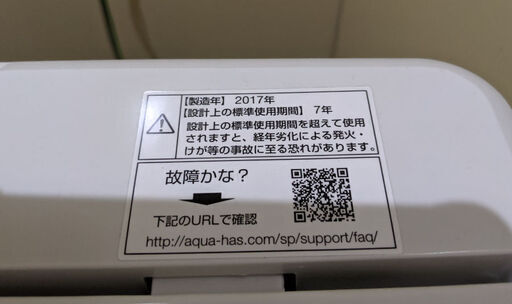 【製造年】 2017年
【設計上の標準使用期間】 7年
設計上の標準使用期間を超えて使用
されますと、経年劣化による発火・
けが等の事故に至る恐れがあります。
故障かな?
下記のURLで確認
http://aqua-has.com/sp/support/faq/